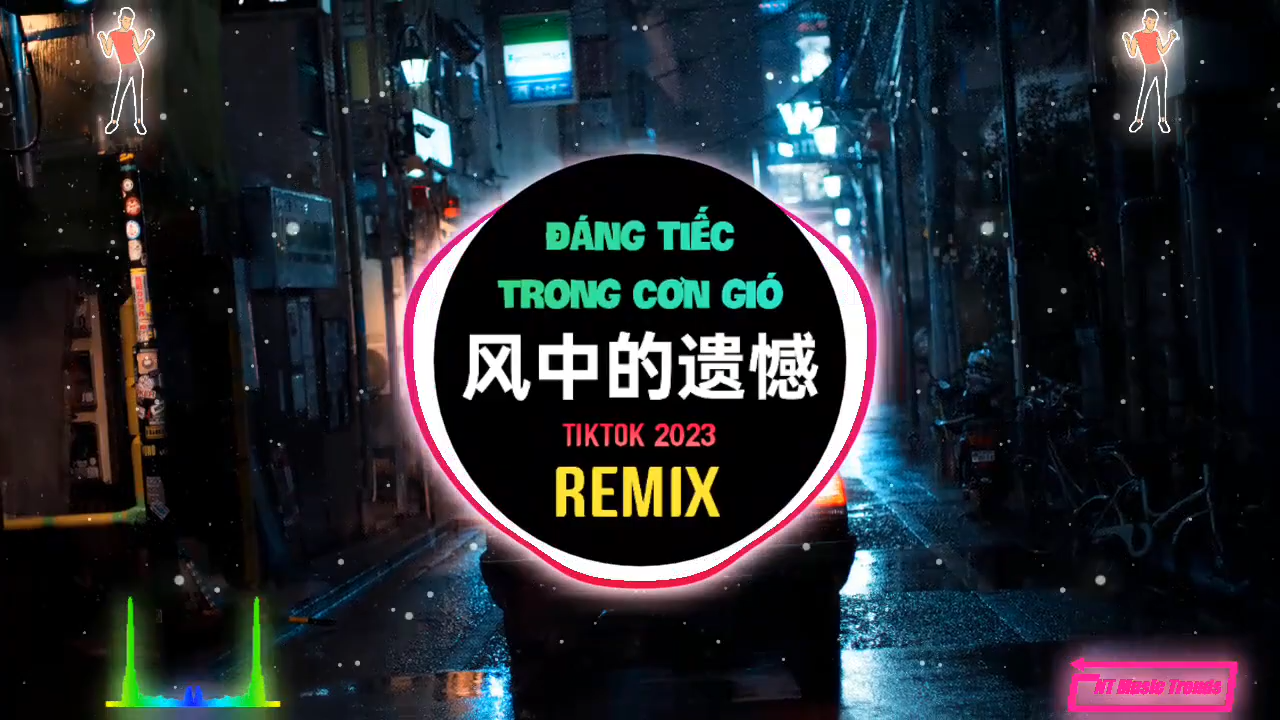 ĐÁNG TIẾC
TRONG CƠN GIÓ
风中的遗憾
TIKTOK 2023
REMIX
NT Music Trends